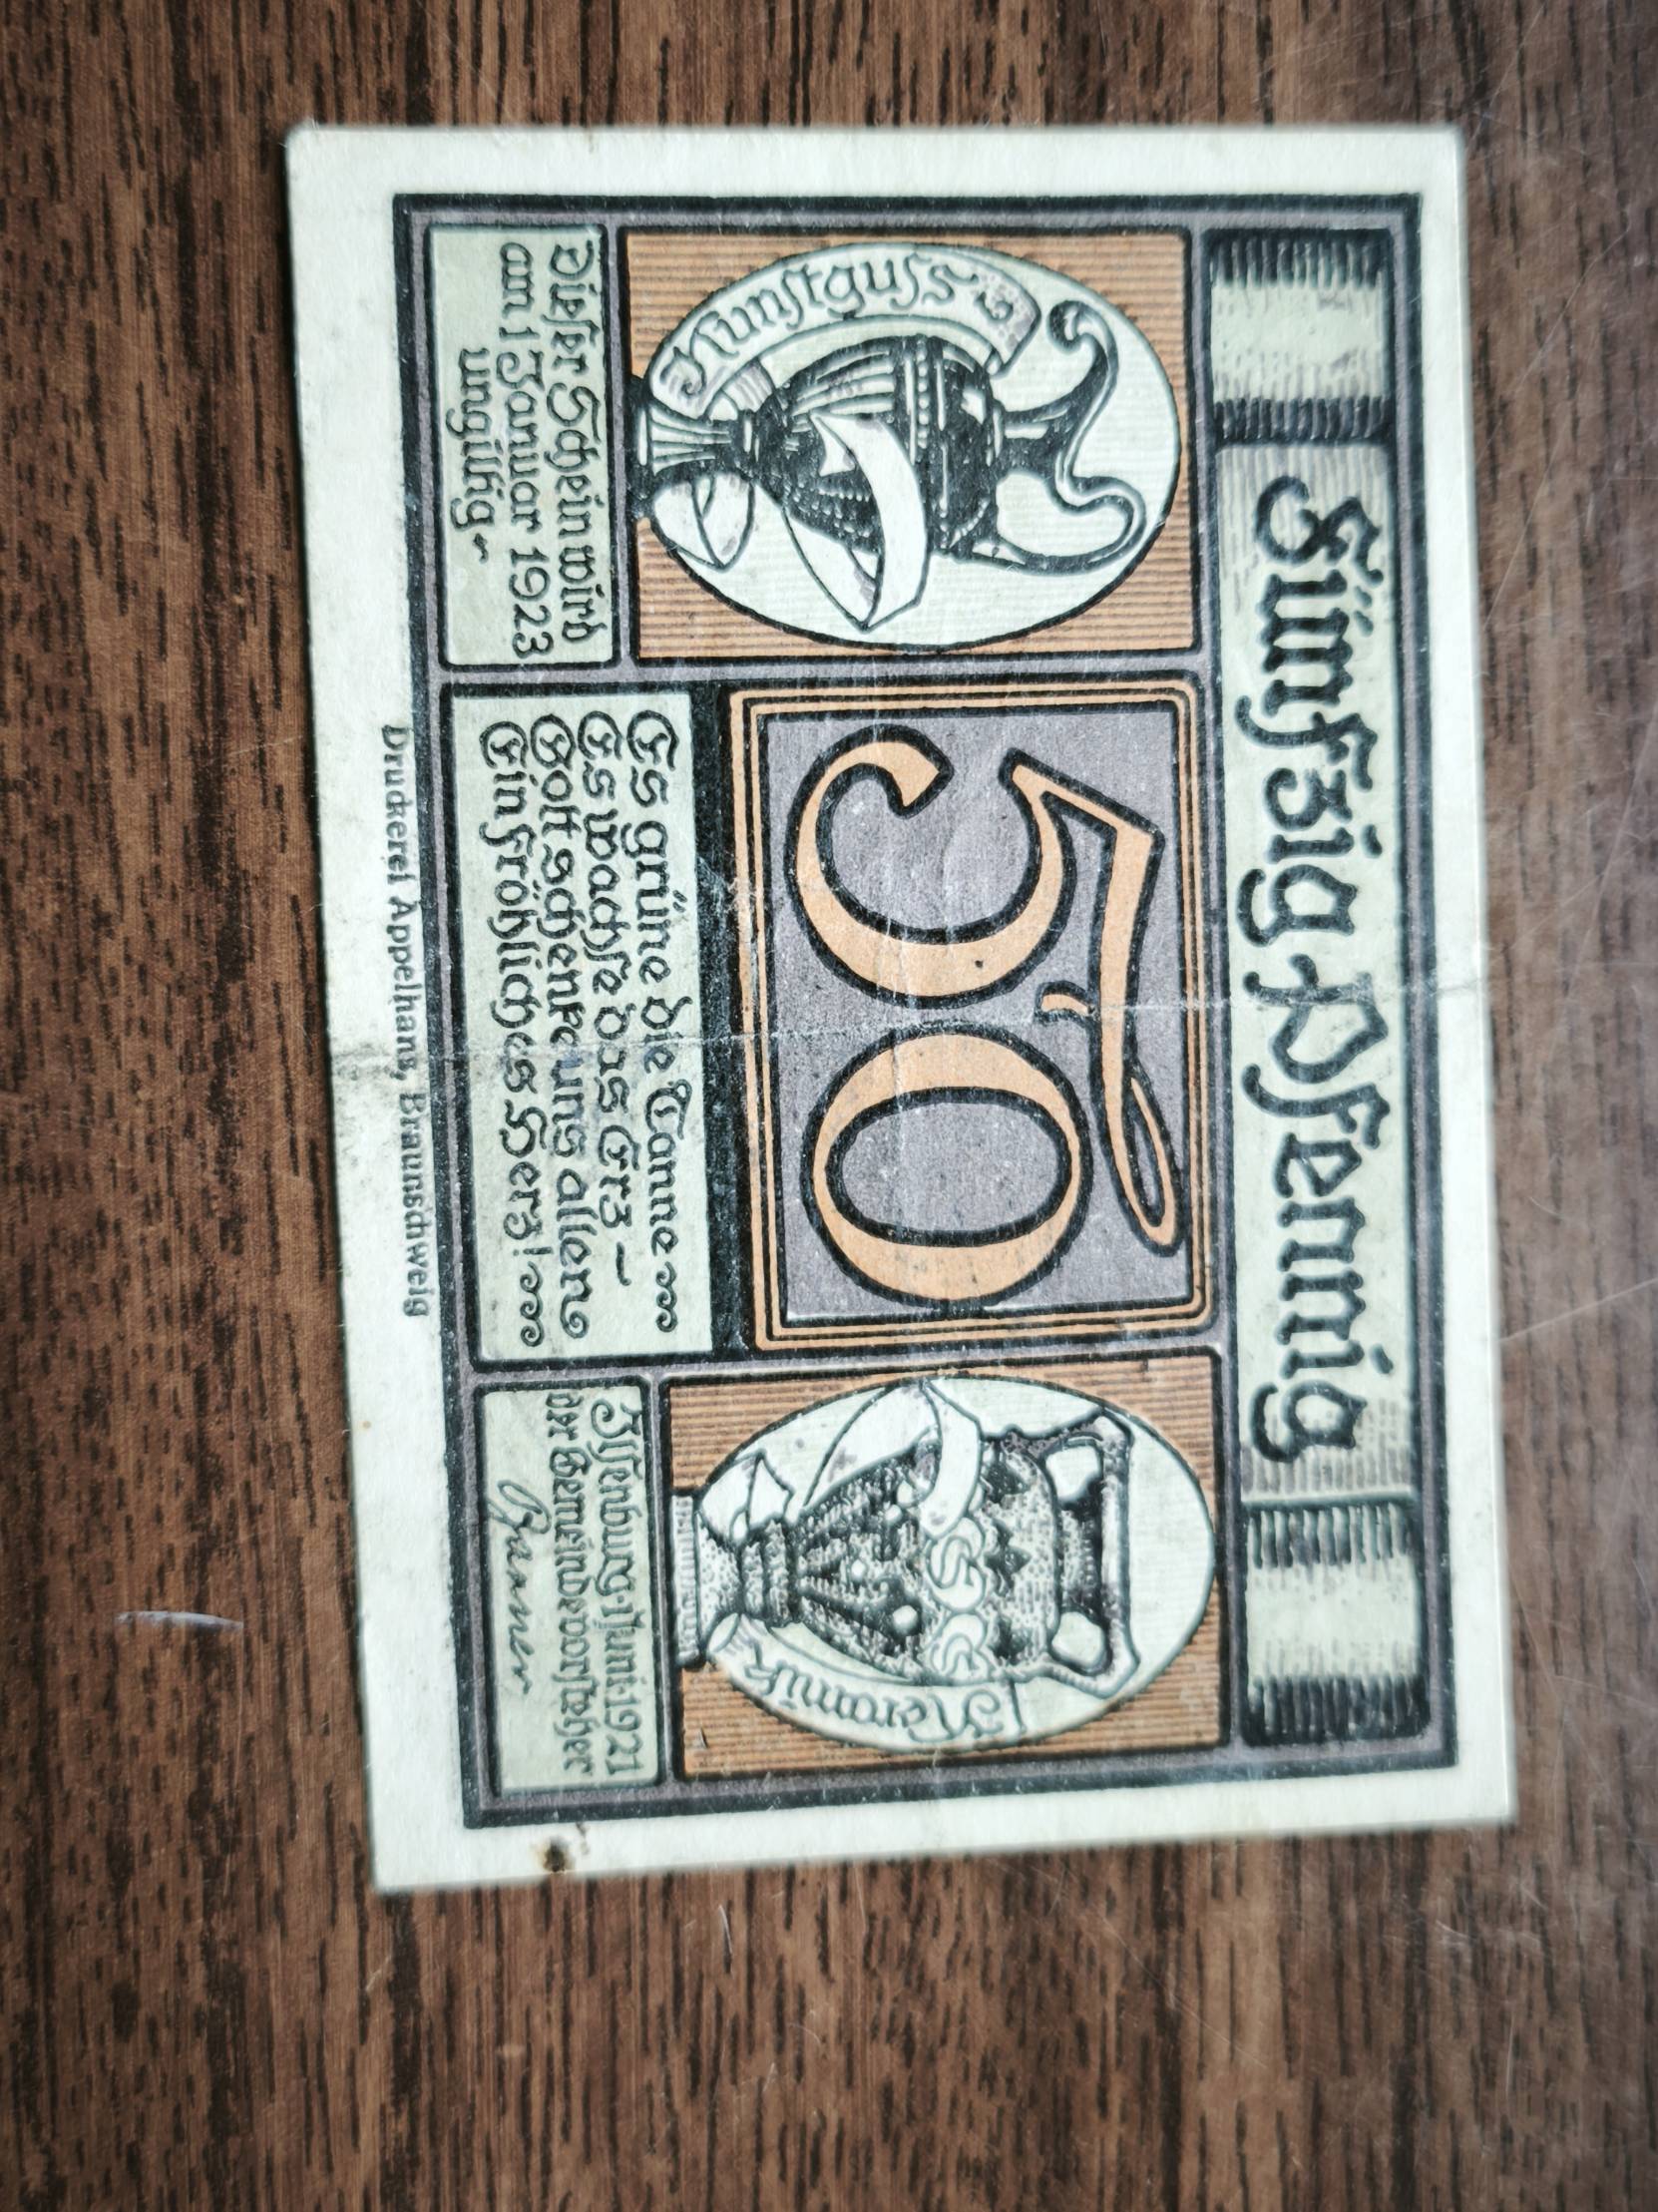 Fünfzig Pfennig
Kunstguss
50
Keramik
Dieser Schein wird
am 1 Januar 1923
ungiltig
Es grüne die Tanne
Es wachse das Erz –
Gott schenke uns allen
Ein fröhliches Herz!
Ilsenburg · Juni · 1921
der Gemeindevorsteher
Druckerei Appelhans, Braunschweig